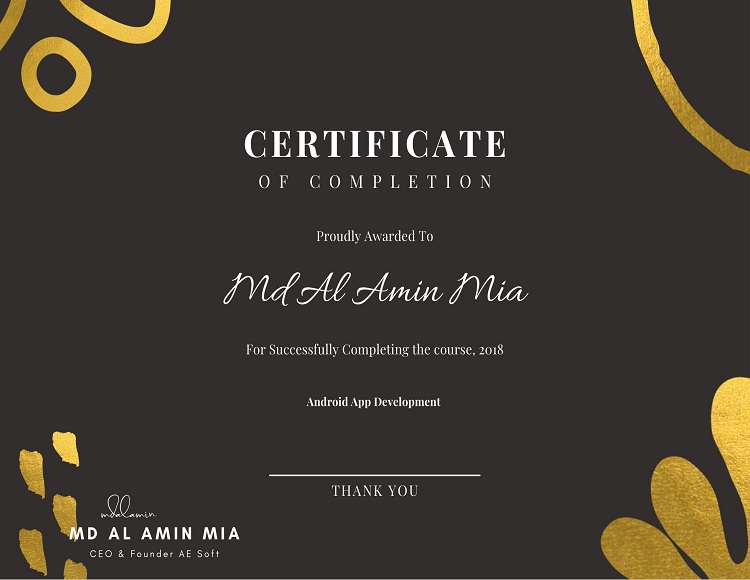 CERTIFICATE
OF COMPLETION
Proudly Awarded To
Md Al Amin Mia
For Successfully Completing the course, 2018
Android App Development
THANK YOU
mdalamin
MD AL AMIN MIA
CEO & Founder AE Soft